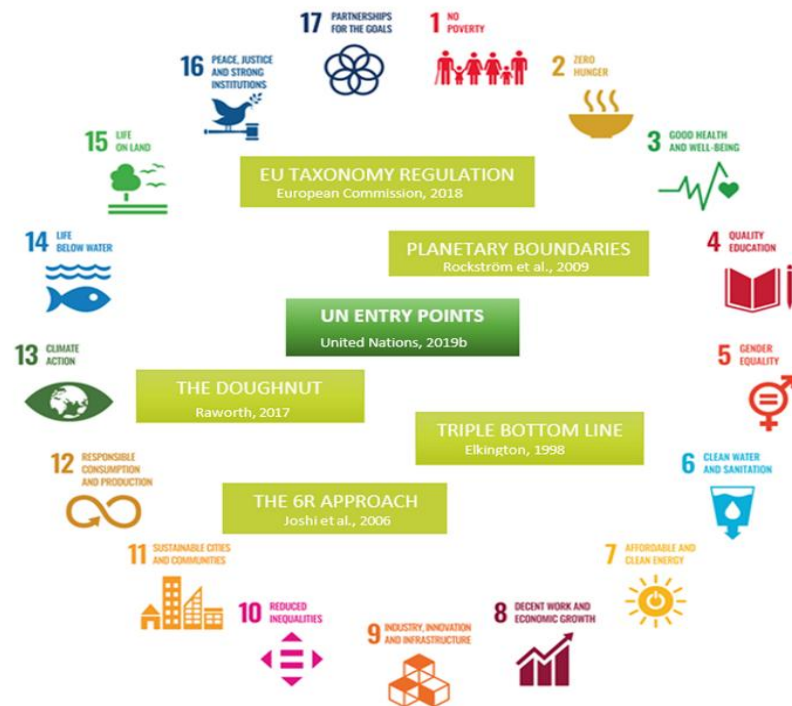 17 PARTNERSHIPS
FOR THE GOALS
1 NO
POVERTY
2 ZERO
HUNGER
3 GOOD HEALTH
AND WELL-BEING
4 QUALITY
EDUCATION
5 GENDER
EQUALITY
6 CLEAN WATER
AND SANITATION
7 AFFORDABLE AND
CLEAN ENERGY
8 DECENT WORK AND
ECONOMIC GROWTH
9 INDUSTRY, INNOVATION
AND INFRASTRUCTURE
10 REDUCED
INEQUALITIES
11 SUSTAINABLE CITIES
AND COMMUNITIES
12 RESPONSIBLE
CONSUMPTION
AND PRODUCTION
13 CLIMATE
ACTION
14 LIFE
BELOW WATER
15 LIFE
ON LAND
16 PEACE, JUSTICE
AND STRONG
INSTITUTIONS
EU TAXONOMY REGULATION
European Commission, 2018
PLANETARY BOUNDARIES
Rockström et al., 2009
UN ENTRY POINTS
United Nations, 2019b
THE DOUGHNUT
Raworth, 2017
TRIPLE BOTTOM LINE
Elkington, 1998
THE 6R APPROACH
Joshi et al., 2006